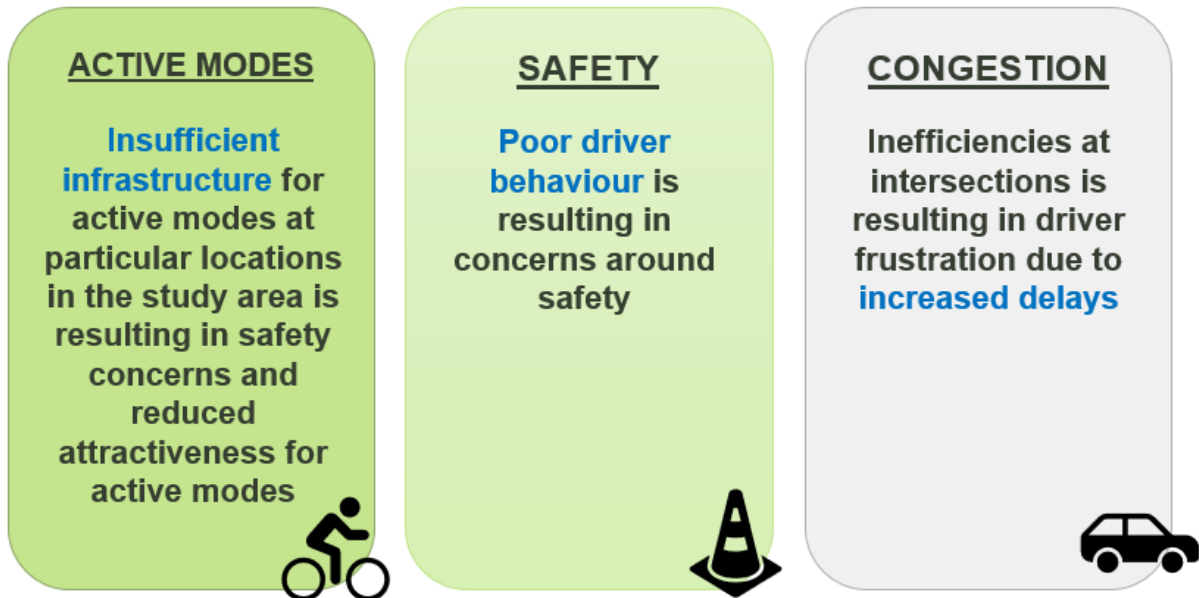 ACTIVE MODES
Insufficient
infrastructure for
active modes at
particular locations
in the study area is
resulting in safety
concerns and
reduced
attractiveness for
active modes
SAFETY
Poor driver
behaviour is
resulting in
concerns around
safety
CONGESTION
Inefficiencies at
intersections is
resulting in driver
frustration due to
increased delays